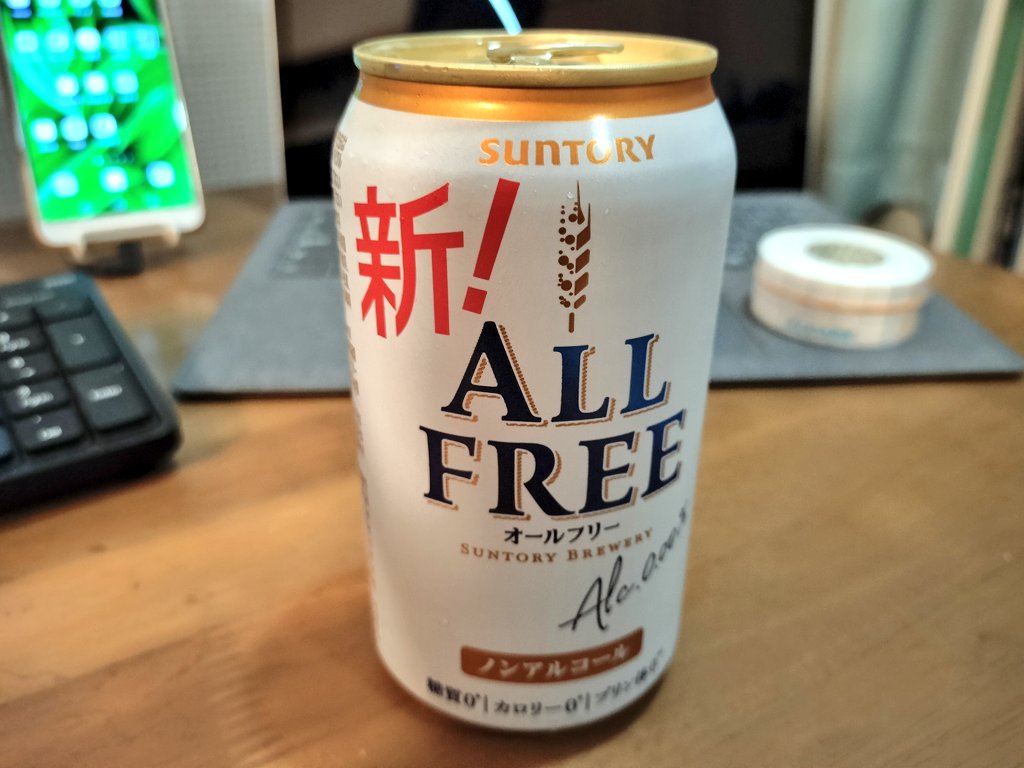 SUNTORY
新!
ALL
FREE
オールフリー
SUNTORY BREWERY
Alc. 0.00%
ノンアルコール
糖質0*|カロリー0*|プリン体0*